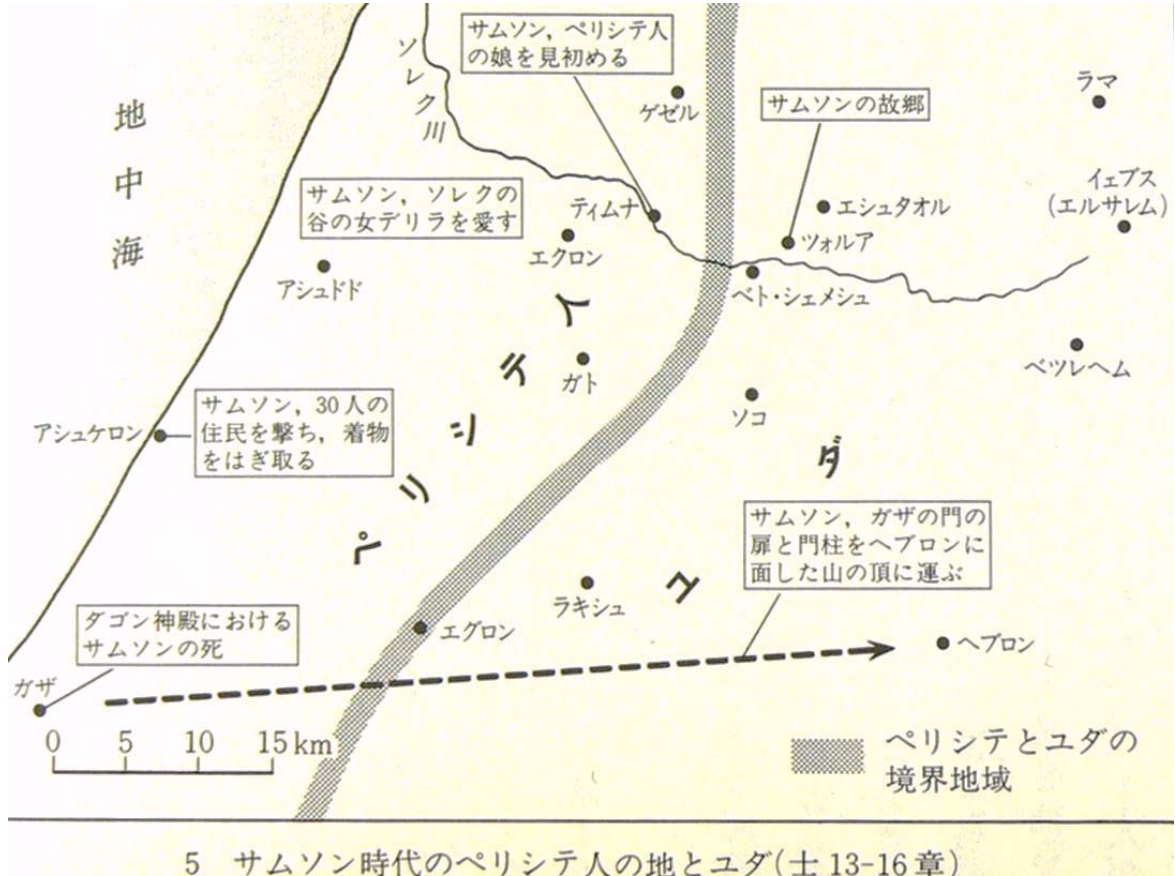 サムソン，ペリシテ人
の娘を見初める
ソレク川
ゲゼル
ラマ
サムソンの故郷
地中海
サムソン，ソレクの
谷の女デリラを愛す
ティムナ
エシュタオル
イェブス
(エルサレム)
エクロン
ツォルア
アシュドド
ベト・シェメシュ
ペリシテ人
ガト
ベツレヘム
ソコ
アシュケロン
サムソン，30人の
住民を撃ち，着物
をはぎ取る
ユダ
サムソン，ガザの門の
扉と門柱をヘブロンに
面した山の頂に運ぶ
ラキシュ
ダゴン神殿における
サムソンの死
エグロン
ヘブロン
ガザ
0 5 10 15km
ペリシテとユダの
境界地域
5 サムソン時代のペリシテ人の地とユダ(士13-16章)